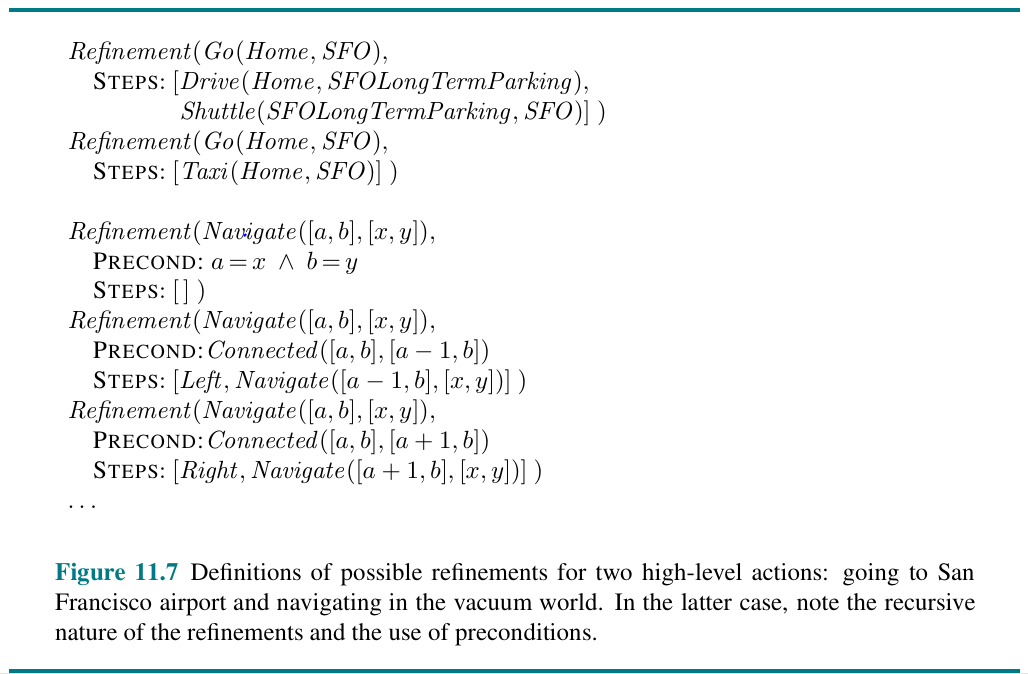 Refinement(Go(Home, SFO),
STEPS: [Drive(Home, SFOLongTermParking),
Shuttle(SFOLongTermParking, SFO)] )
Refinement(Go(Home, SFO),
STEPS: [Taxi(Home, SFO)] )
Refinement(Navigate([a, b], [x, y]),
PRECOND: a = x ∧ b = y
STEPS: [ ] )
Refinement(Navigate([a, b], [x, y]),
PRECOND: Connected([a, b], [a − 1, b])
STEPS: [Left, Navigate([a − 1, b], [x, y])] )
Refinement(Navigate([a, b], [x, y]),
PRECOND: Connected([a, b], [a + 1, b])
STEPS: [Right, Navigate([a + 1, b], [x, y])] )
...
Figure 11.7 Definitions of possible refinements for two high-level actions: going to San
Francisco airport and navigating in the vacuum world. In the latter case, note the recursive
nature of the refinements and the use of preconditions.